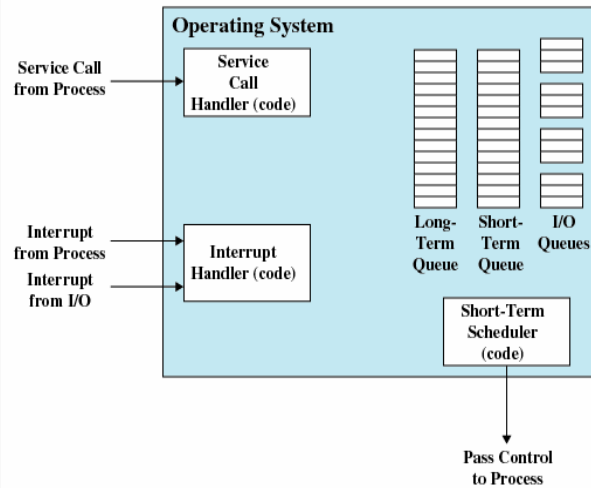 Operating System
Service Call
from Process
Service
Call
Handler (code)
Interrupt
from Process
Interrupt
from I/O
Interrupt
Handler (code)
Long-
Term
Queue
Short-
Term
Queue
I/O
Queues
Short-Term
Scheduler
(code)
Pass Control
to Process